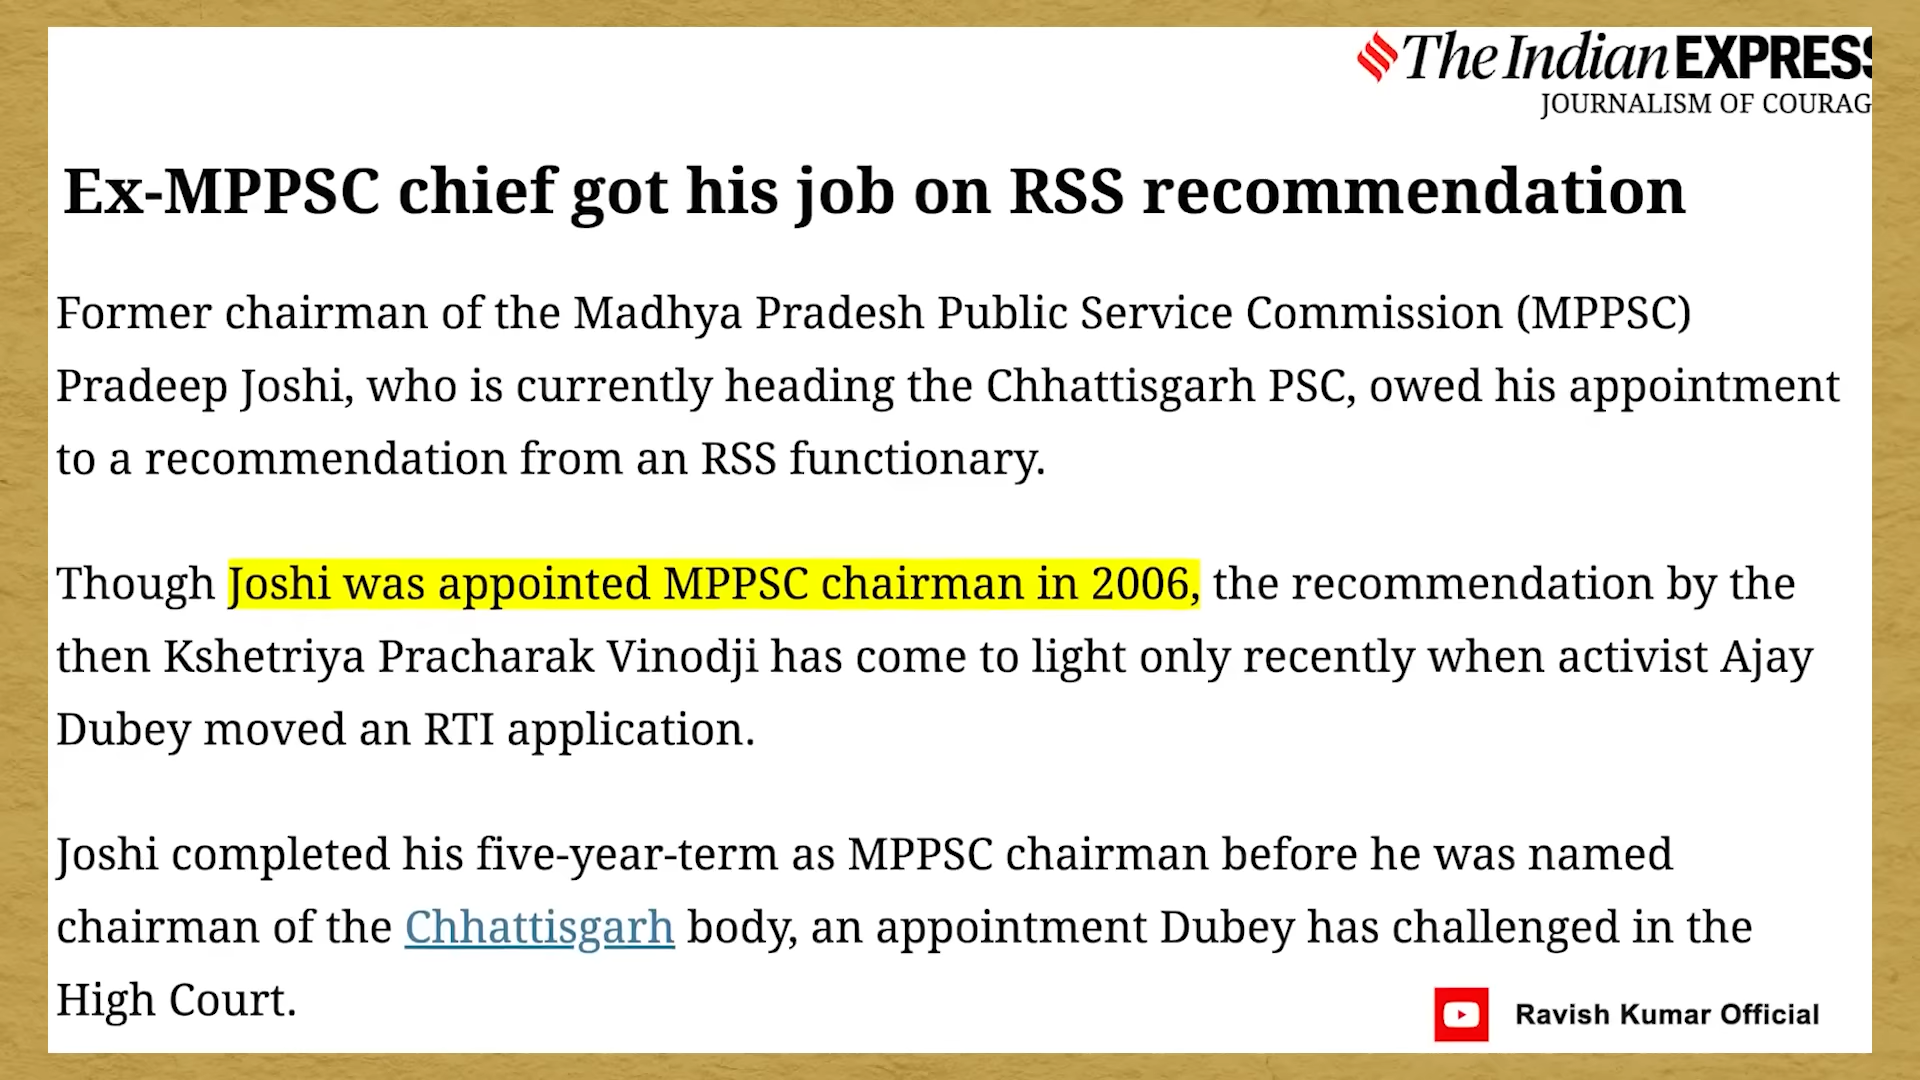 The Indian EXPRESS
JOURNALISM OF COURAG
Ex-MPPSC chief got his job on RSS recommendation
Former chairman of the Madhya Pradesh Public Service Commission (MPPSC)
Pradeep Joshi, who is currently heading the Chhattisgarh PSC, owed his appointment
to a recommendation from an RSS functionary.
Though Joshi was appointed MPPSC chairman in 2006, the recommendation by the
then Kshetriya Pracharak Vinodji has come to light only recently when activist Ajay
Dubey moved an RTI application.
Joshi completed his five-year-term as MPPSC chairman before he was named
chairman of the Chhattisgarh body, an appointment Dubey has challenged in the
High Court.
Ravish Kumar Official